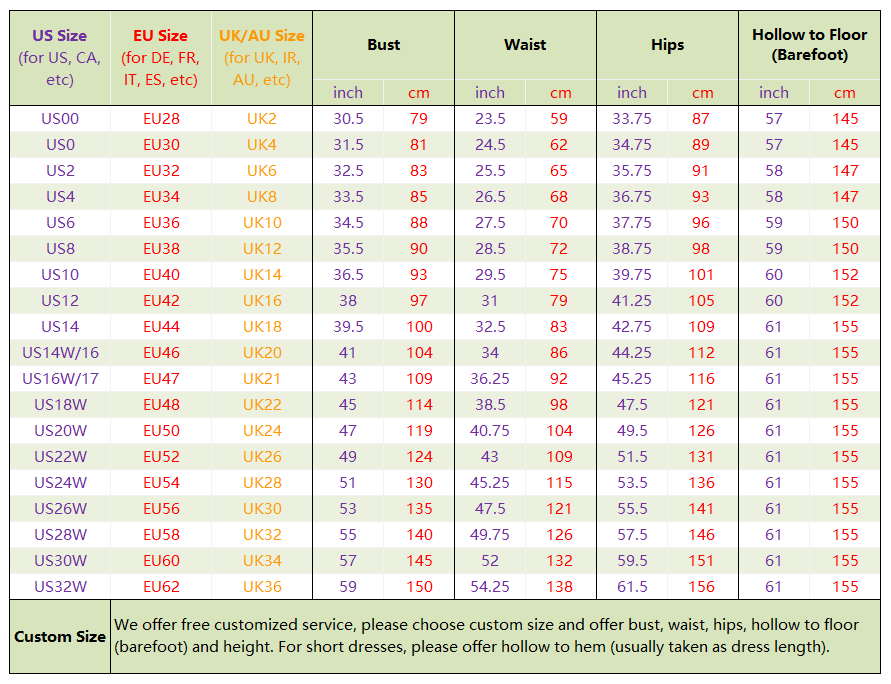 US Size
(for US, CA,
etc)
EU Size
(for DE, FR,
IT, ES, etc)
UK/AU Size
(for UK, IR,
AU, etc)
Bust
Waist
Hips
Hollow to Floor
(Barefoot)
inch cm inch cm inch cm inch cm
US00 EU28 UK2 30.5 79 23.5 59 33.75 87 57 145
US0 EU30 UK4 31.5 81 24.5 62 34.75 89 57 145
US2 EU32 UK6 32.5 83 25.5 65 35.75 91 58 147
US4 EU34 UK8 33.5 85 26.5 68 36.75 93 58 147
US6 EU36 UK10 34.5 88 27.5 70 37.75 96 59 150
US8 EU38 UK12 35.5 90 28.5 72 38.75 98 59 150
US10 EU40 UK14 36.5 93 29.5 75 39.75 101 60 152
US12 EU42 UK16 38 97 31 79 41.25 105 60 152
US14 EU44 UK18 39.5 100 32.5 83 42.75 109 61 155
US14W/16 EU46 UK20 41 104 34 86 44.25 112 61 155
US16W/17 EU47 UK21 43 109 36.25 92 45.25 116 61 155
US18W EU48 UK22 45 114 38.5 98 47.5 121 61 155
US20W EU50 UK24 47 119 40.75 104 49.5 126 61 155
US22W EU52 UK26 49 124 43 109 51.5 131 61 155
US24W EU54 UK28 51 130 45.25 115 53.5 136 61 155
US26W EU56 UK30 53 135 47.5 121 55.5 141 61 155
US28W EU58 UK32 55 140 49.75 126 57.5 146 61 155
US30W EU60 UK34 57 145 52 132 59.5 151 61 155
US32W EU62 UK36 59 150 54.25 138 61.5 156 61 155
Custom Size
We offer free customized service, please choose custom size and offer bust, waist, hips, hollow to floor
(barefoot) and height. For short dresses, please offer hollow to hem (usually taken as dress length).